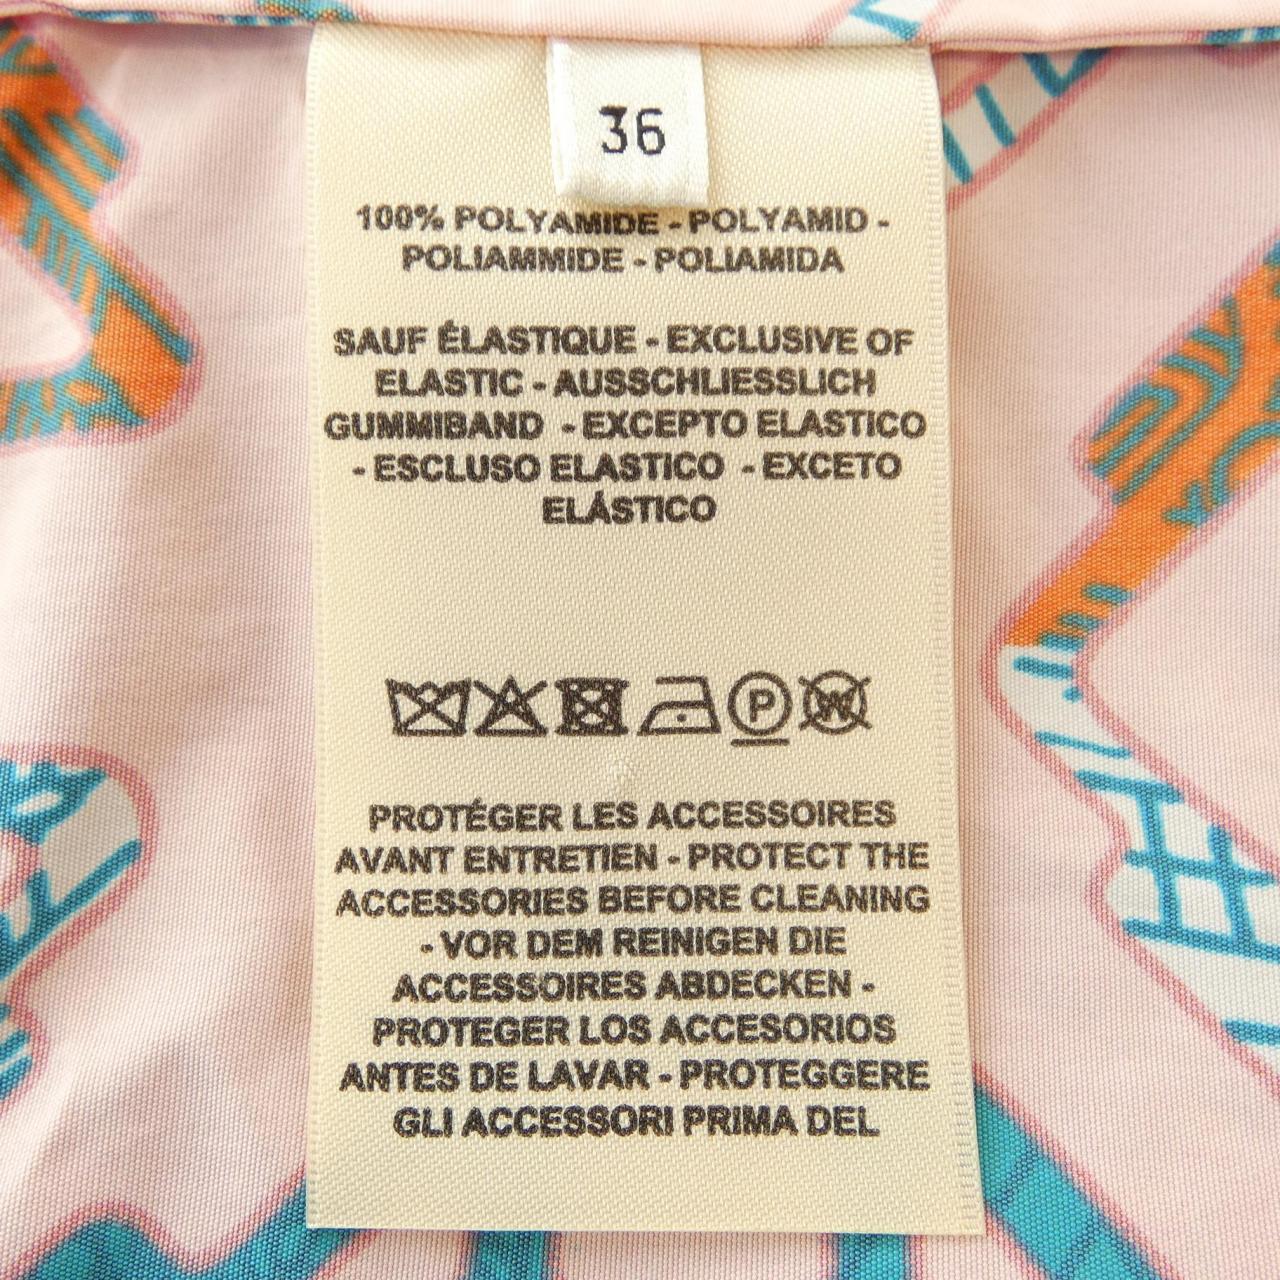 36
100% POLYAMIDE - POLYAMID -
POLIAMMIDE - POLIAMIDA
SAUF ÉLASTIQUE - EXCLUSIVE OF
ELASTIC - AUSSCHLIESSLICH
GUMMIBAND - EXCEPTO ELASTICO
- ESCLUSO ELASTICO - EXCETO
ELÁSTICO
P W
PROTÉGER LES ACCESSOIRES
AVANT ENTRETIEN - PROTECT THE
ACCESSORIES BEFORE CLEANING
- VOR DEM REINIGEN DIE
ACCESSOIRES ABDECKEN -
PROTEGER LOS ACCESORIOS
ANTES DE LAVAR - PROTEGGERE
GLI ACCESSORI PRIMA DEL